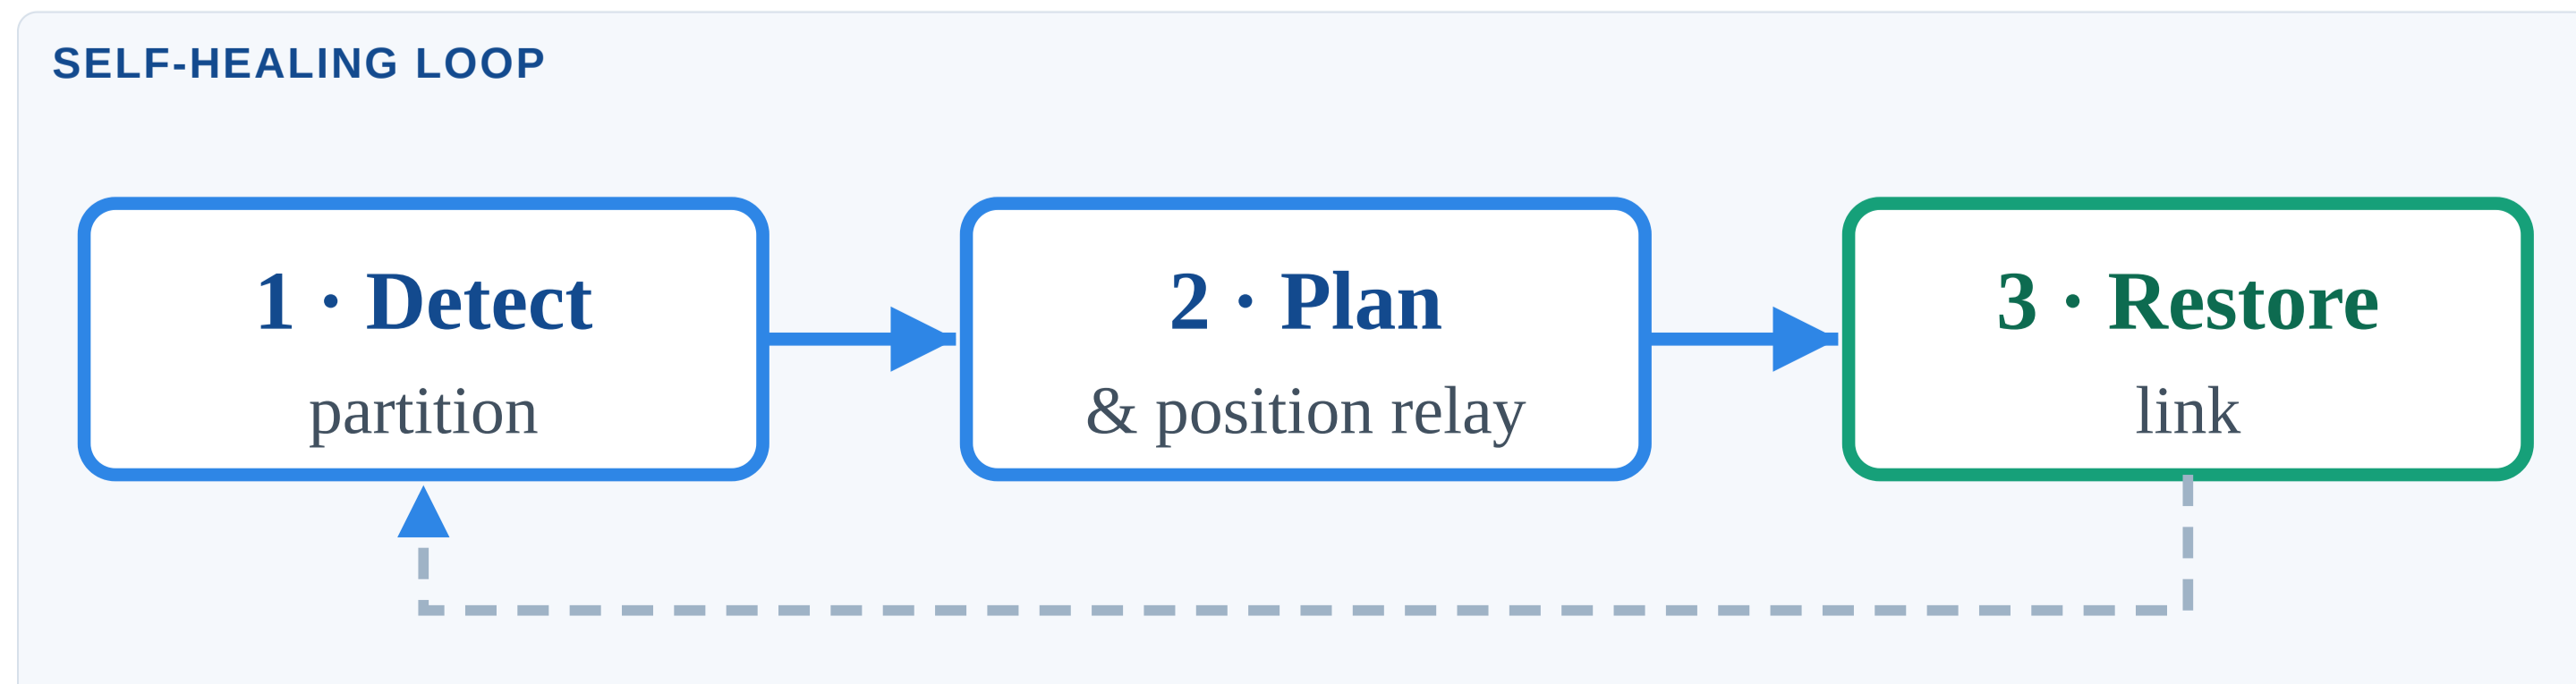 SELF-HEALING LOOP
1 · Detect
partition
2 · Plan
& position relay
3 · Restore
link